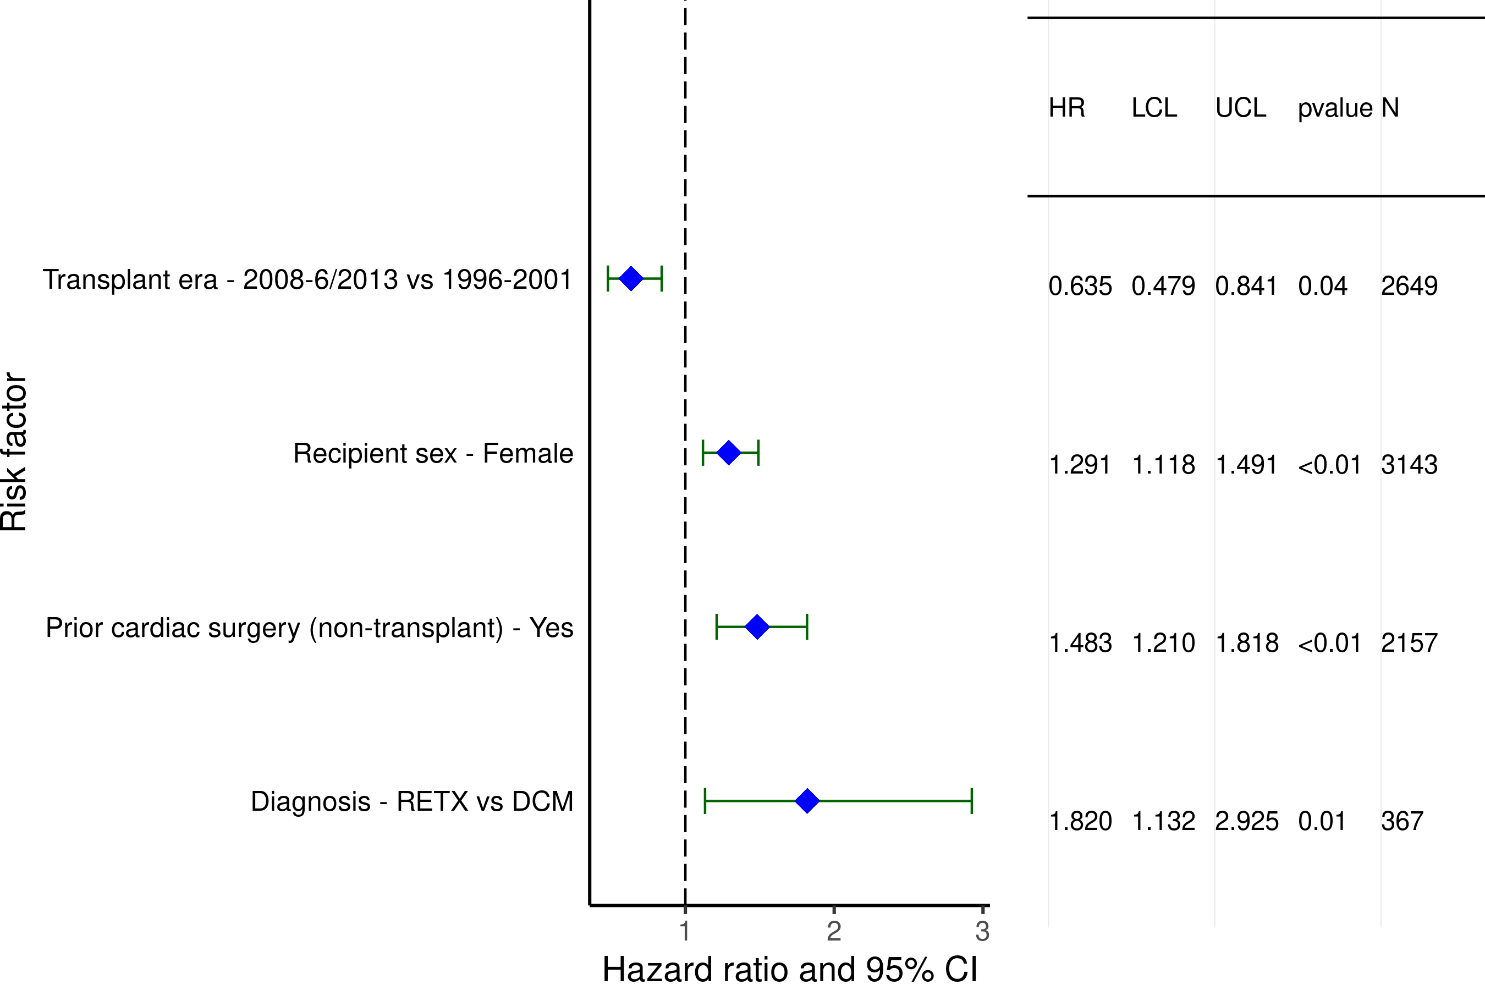 HR LCL UCL pvalue N
Transplant era - 2008-6/2013 vs 1996-2001 0.635 0.479 0.841 0.04 2649
Recipient sex - Female 1.291 1.118 1.491 <0.01 3143
Prior cardiac surgery (non-transplant) - Yes 1.483 1.210 1.818 <0.01 2157
Diagnosis - RETX vs DCM 1.820 1.132 2.925 0.01 367
Risk factor
1 2 3
Hazard ratio and 95% CI